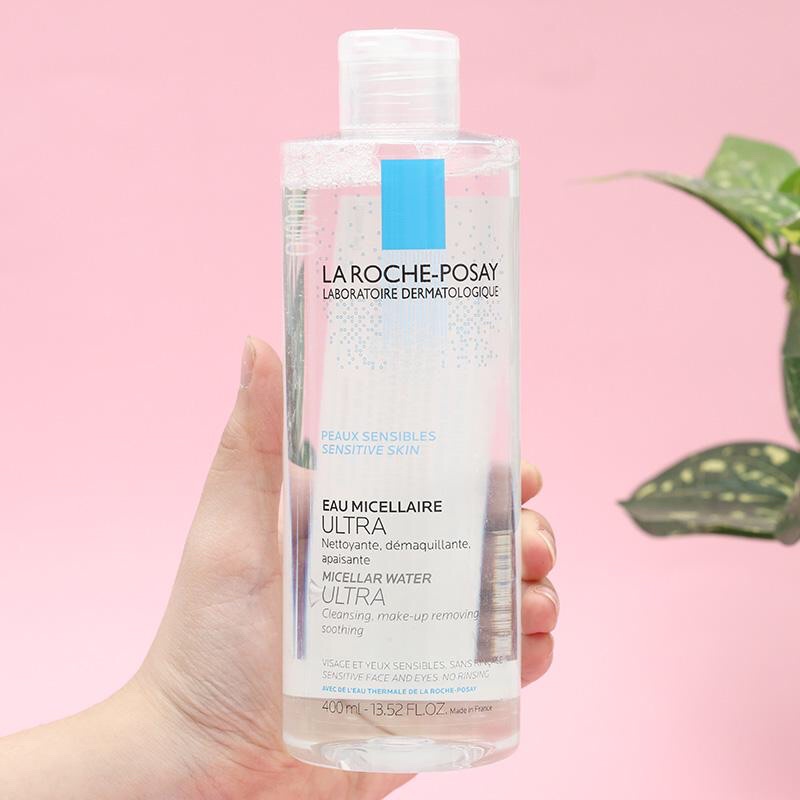 LA ROCHE-POSAY
LABORATOIRE DERMATOLOGIQUE
PEAUX SENSIBLES
SENSITIVE SKIN
EAU MICELLAIRE
ULTRA
Nettoyante, démaquillante,
apaisante
MICELLAR WATER
ULTRA
Cleansing, make-up removing
soothing
VISAGE ET YEUX SENSIBLES. SANS RINÇAGE
SENSITIVE FACE AND EYES. NO RINSING
AVEC DE L'EAU THERMALE DE LA ROCHE-POSAY
400 ml - 13.52 FL.OZ. Made in France